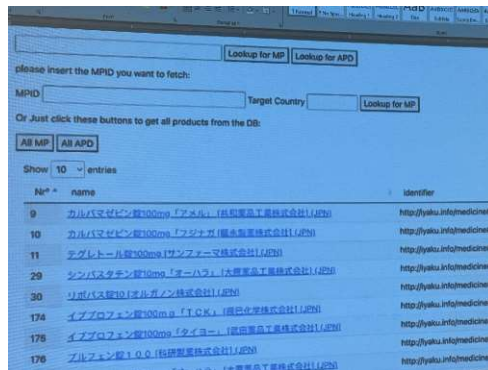 Lookup for MP Lookup for APD
please insert the MPID you want to fetch:
MPID Target Country Lookup for MP
Or Just click these buttons to get all products from the DB:
All MP All APD
Show 10 entries
Nr° name identifier
9 カルバマゼピン錠100mg「アメル」 [共和薬品工業株式会社] (JPN) http://iyaku.info/medicine
10 カルバマゼピン錠100mg「フジナガ」 [藤永製薬株式会社] (JPN) http://iyaku.info/medicine
11 テグレトール錠100mg [サンファーマ株式会社] (JPN) http://iyaku.info/medicine
29 シンバスタチン錠10mg「オーハラ」 [大原薬品工業株式会社] (JPN) http://iyaku.info/medicine
30 リポバス錠10 [オルガノン株式会社] (JPN) http://iyaku.info/medicine
174 イブプロフェン錠100mg「TCK」 [辰巳化学株式会社] (JPN) http://iyaku.info/medicine
175 イブプロフェン錠100mg「タイヨー」 [武田薬品工業株式会社] (JPN) http://iyaku.info/medicine
176 ブルフェン錠100 [科研製薬株式会社] (JPN) http://iyaku.info/medicine